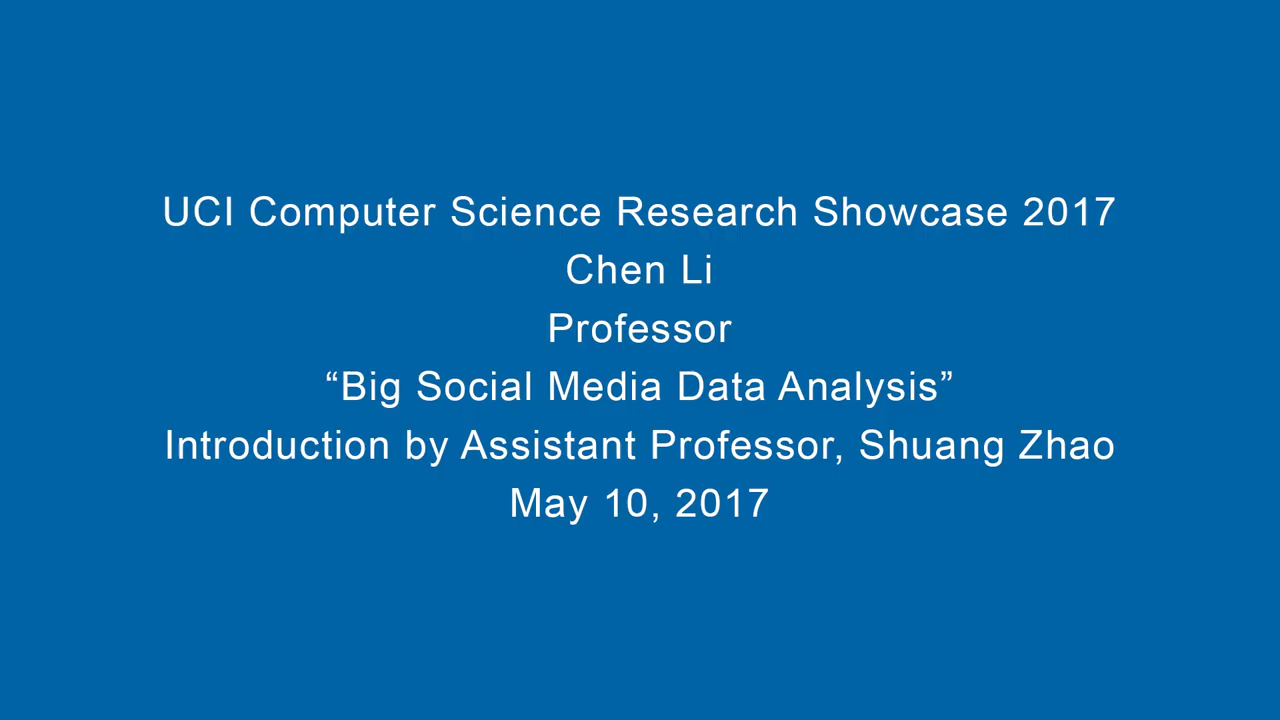 UCI Computer Science Research Showcase 2017
Chen Li
Professor
“Big Social Media Data Analysis”
Introduction by Assistant Professor, Shuang Zhao
May 10, 2017